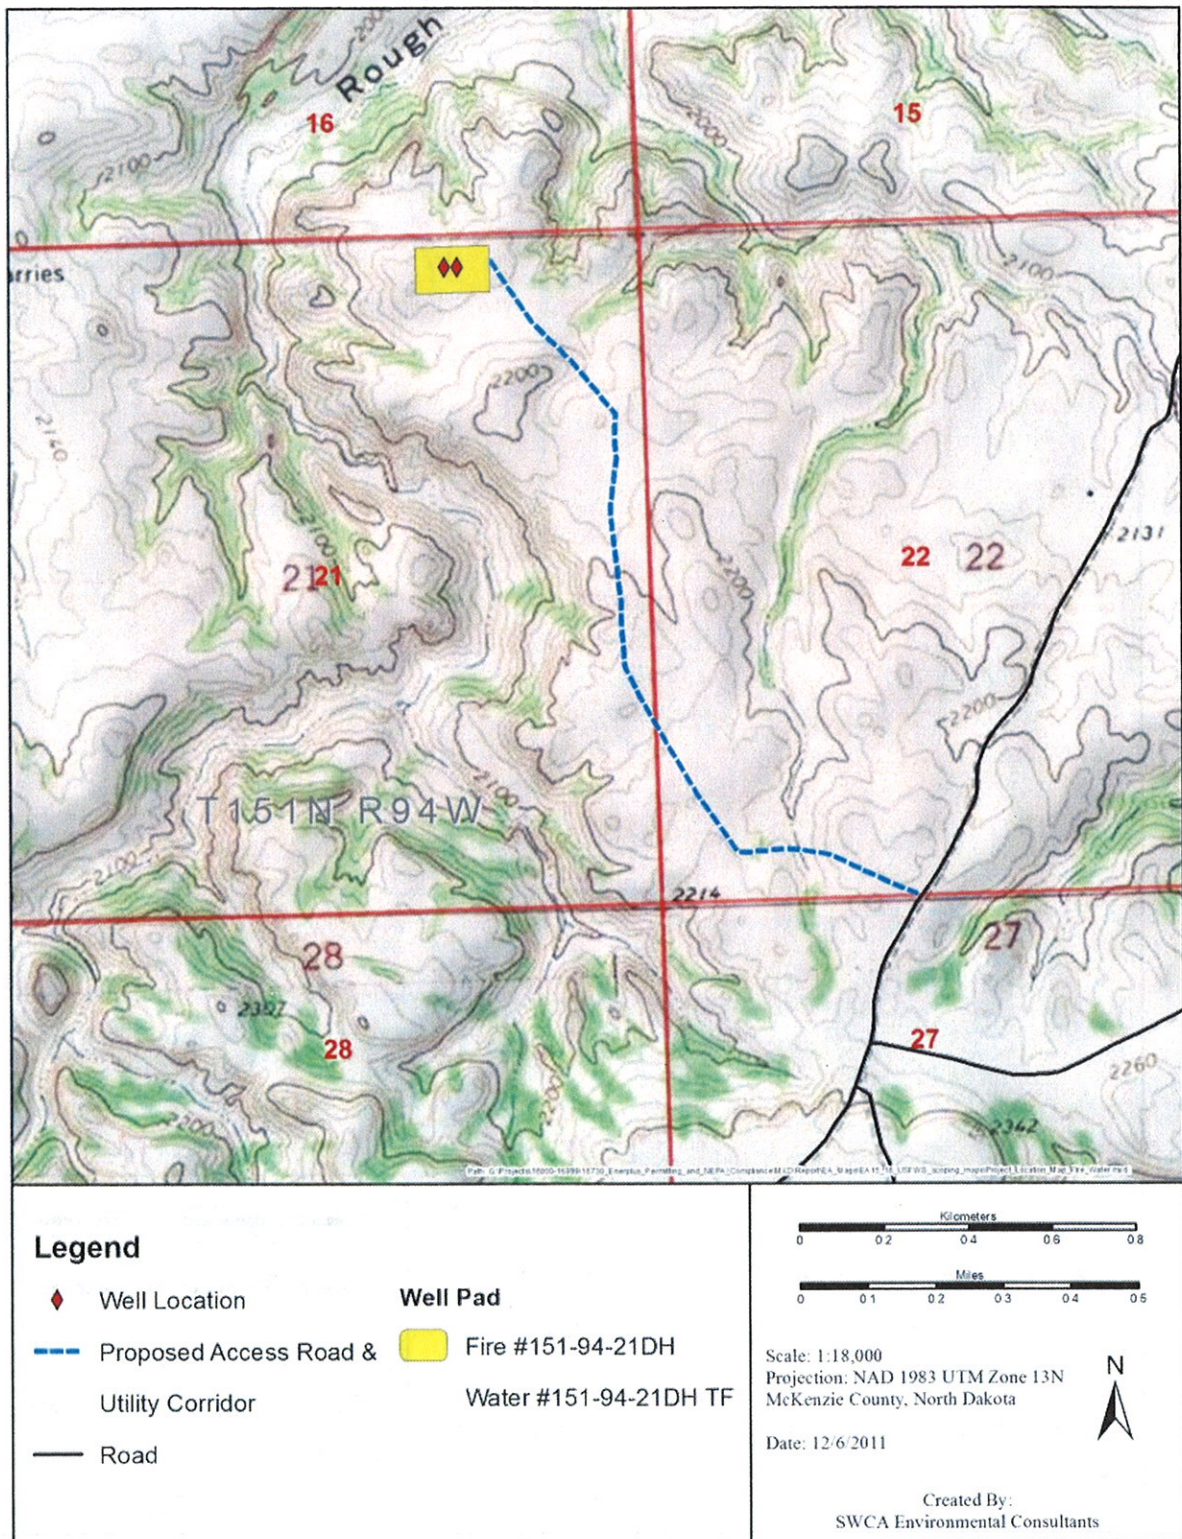 Rough
2000
16
15
2100
2000
arries
2100
2200
2140
2100
2131
21
21
22
22
2200
2200
T151N R94W
2100
2100
2214
28
27
28
27
2200
2200
2260
2342
Legend
Well Location
Proposed Access Road &
Utility Corridor
Road
Well Pad
Fire #151-94-21DH
Water #151-94-21DH TF
Kilometers
0 0.2 0.4 0.6 0.8
Miles
0 0.1 0.2 0.3 0.4 0.5
Scale: 1:18,000
Projection: NAD 1983 UTM Zone 13N
McKenzie County, North Dakota
Date: 12/6/2011
N
Created By:
SWCA Environmental Consultants